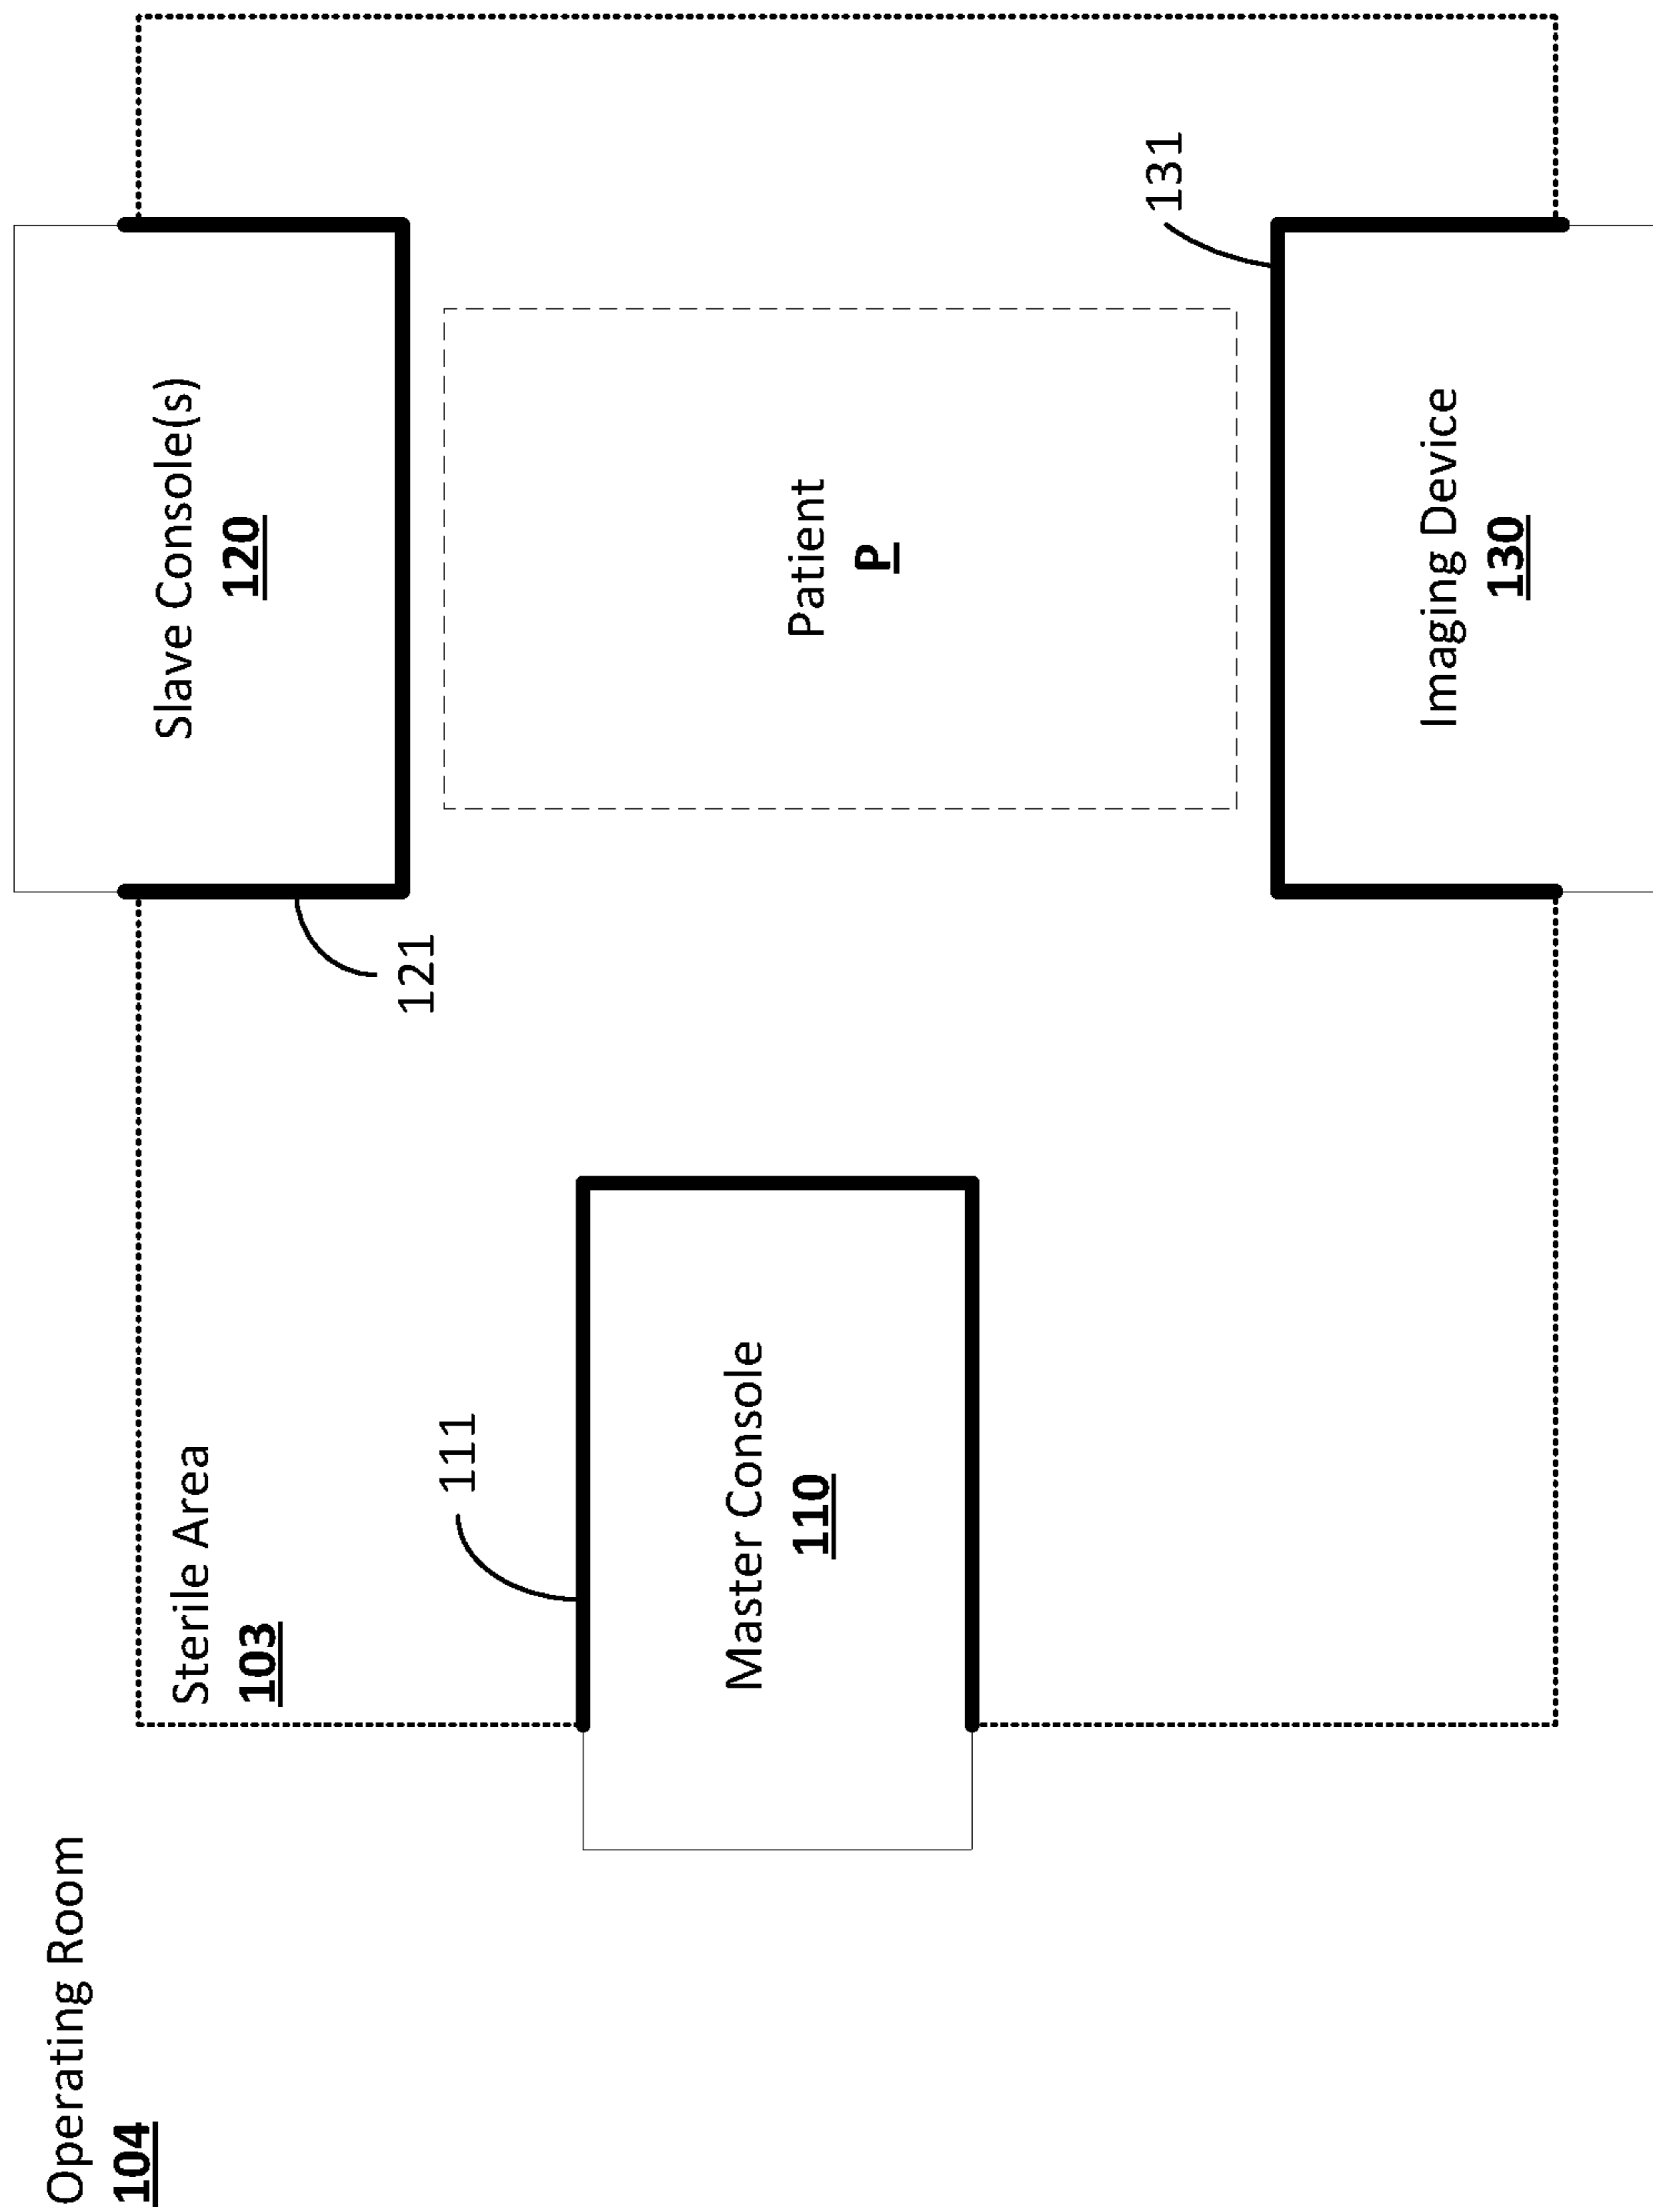 Operating Room
104
Sterile Area
103
111
Master Console
110
121
Slave Console(s)
120
Patient
P
131
Imaging Device
130